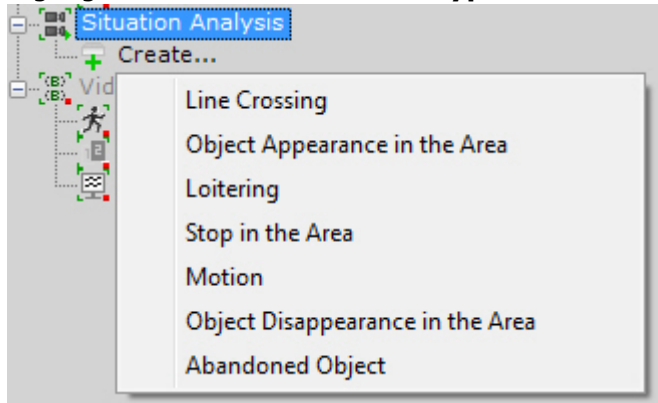 Situation Analysis
Create...
Vid
Line Crossing
Object Appearance in the Area
Loitering
Stop in the Area
Motion
Object Disappearance in the Area
Abandoned Object